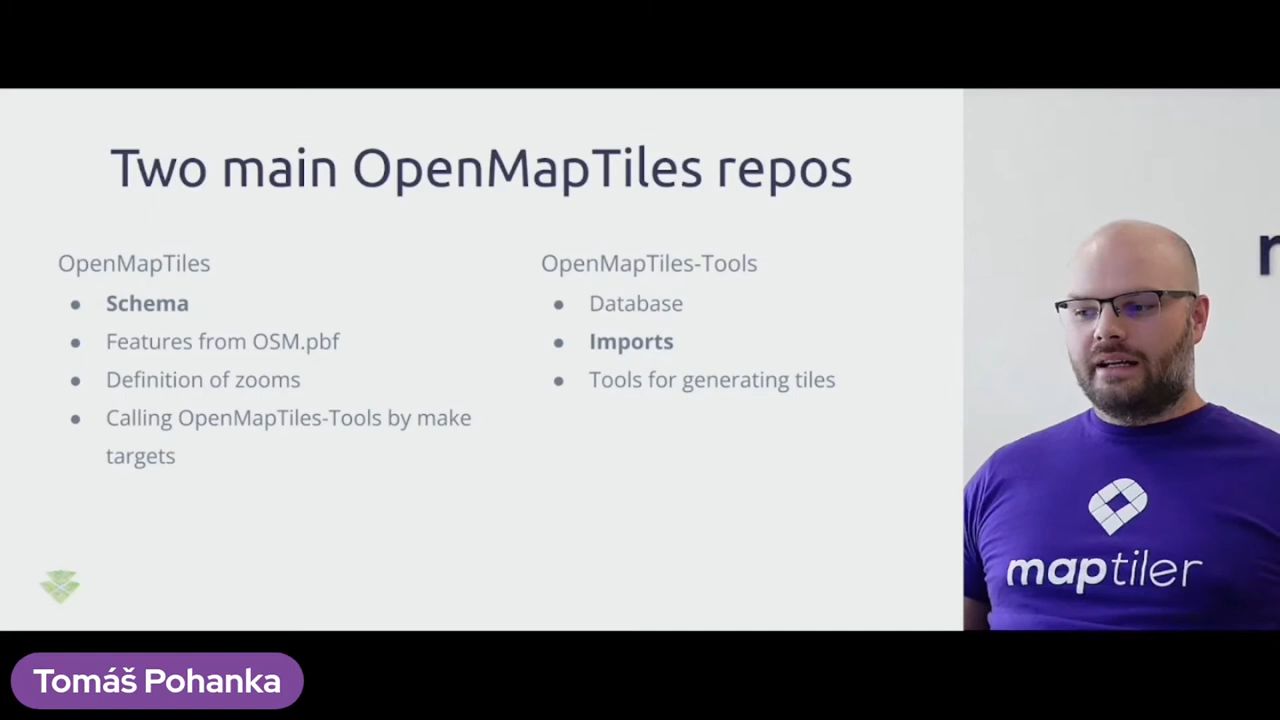 Two main OpenMapTiles repos
OpenMapTiles
● Schema
● Features from OSM.pbf
● Definition of zooms
● Calling OpenMapTiles-Tools by make
targets
OpenMapTiles-Tools
● Database
● Imports
● Tools for generating tiles
maptiler
Tomáš Pohanka